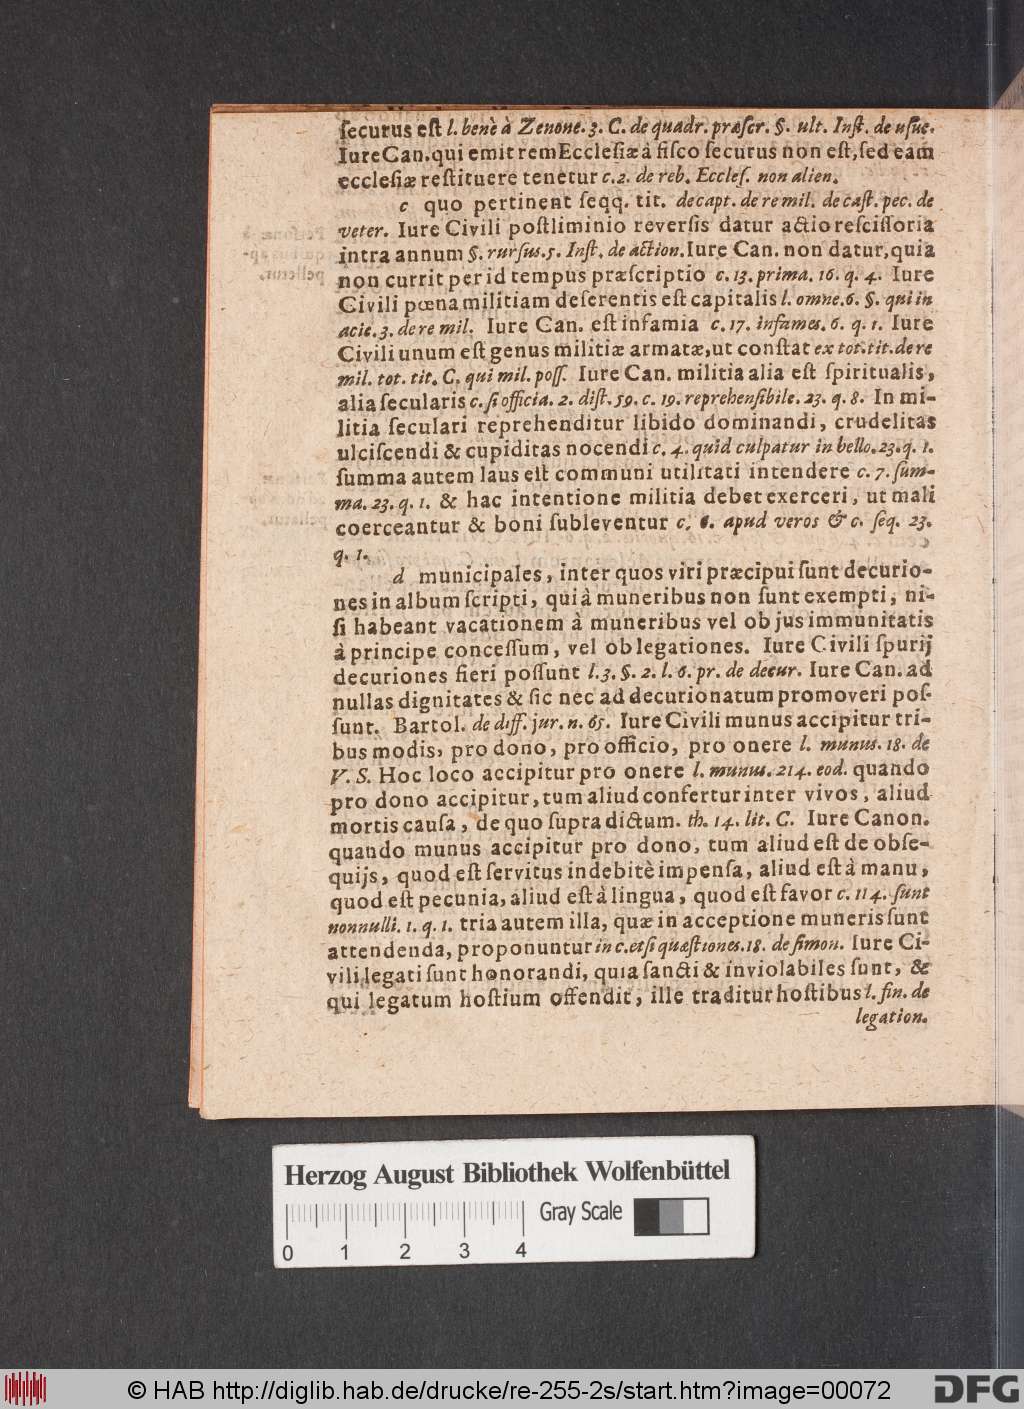 ſecurus eſt l. benè à Zenone. 3. C. de quadr. præſcr. §. ult. Inſt. de uſuc.
Iure Can. qui emit rem Eccleſiæ à fiſco ſecurus non eſt, ſed eam
eccleſiæ reſtituere tenetur c. 2. de reb. Eccleſ. non alien.
c quo pertinent ſeqq. tit. de capt. de re mil. de caſt. pec. de
veter. Iure Civili poſtliminio reverſis datur actio reſciſſoria
intra annum §. rurſus. 5. Inſt. de action. Iure Can. non datur, quia
non currit per id tempus præſcriptio c. 13. prima. 16. q. 4. Iure
Civili pœna militiam deſerentis eſt capitalis l. omne. 6. §. qui in
acie. 3. de re mil. Iure Can. eſt infamia c. 17. infames. 6. q. 1. Iure
Civili unum eſt genus militiæ armatæ, ut conſtat ex tot. tit. de re
mil. tot. tit. C. qui mil. poſſ. Iure Can. militia alia eſt ſpiritualis,
alia ſecularis c. ſi officia. 2. diſt. 59. c. 19. reprehenſibile. 23. q. 8. In mi-
litia ſeculari reprehenditur libido dominandi, crudelitas
ulciſcendi & cupiditas nocendi c. 4. quid culpatur in bello. 23. q. 1.
ſumma autem laus eſt communi utilitati intendere c. 7. ſum-
ma. 23. q. 1. & hac intentione militia debet exerceri, ut mali
coerceantur & boni ſubleventur c. 6. apud veros & c. ſeq. 23.
q. 1.
d municipales, inter quos viri præcipui ſunt decurio-
nes in album ſcripti, qui à muneribus non ſunt exempti, ni-
ſi habeant vacationem à muneribus vel ob jus immunitatis
à principe conceſſum, vel ob legationes. Iure Civili ſpurij
decuriones fieri poſſunt l. 3. §. 2. l. 6. pr. de decur. Iure Can. ad
nullas dignitates & ſic nec ad decurionatum promoveri poſ-
ſunt. Bartol. de diff. jur. n. 65. Iure Civili munus accipitur tri-
bus modis, pro dono, pro officio, pro onere l. munus. 18. de
V. S. Hoc loco accipitur pro onere l. munus. 214. eod. quando
pro dono accipitur, tum aliud confertur inter vivos, aliud
mortis cauſa, de quo ſupra dictum. th. 14. lit. C. Iure Canon.
quando munus accipitur pro dono, tum aliud eſt de obſe-
quijs, quod eſt ſervitus indebitè impenſa, aliud eſt à manu,
quod eſt pecunia, aliud eſt à lingua, quod eſt favor c. 114. ſunt
nonnulli. 1. q. 1. tria autem illa, quæ in acceptione muneris ſunt
attendenda, proponuntur in c. etſi quæſtiones. 18. de ſimon. Iure Ci-
vili legati ſunt honorandi, quia ſancti & inviolabiles ſunt, &
qui legatum hoſtium offendit, ille traditur hoſtibus l. fin. de
legation.
Herzog August Bibliothek Wolfenbüttel
Gray Scale
0 1 2 3 4
© HAB http://diglib.hab.de/drucke/re-255-2s/start.htm?image=00072
DFG